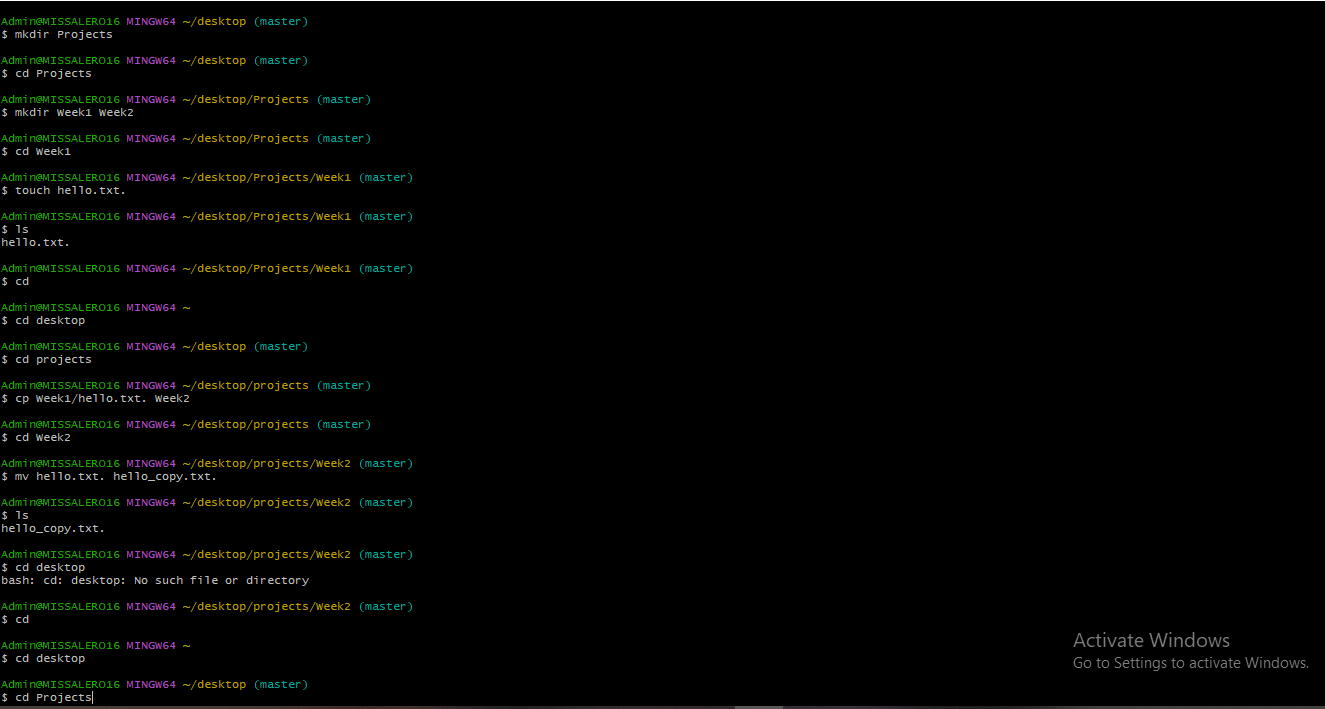 Admin@MISSALERO16 MINGW64 ~/desktop (master)
$ mkdir Projects
Admin@MISSALERO16 MINGW64 ~/desktop (master)
$ cd Projects
Admin@MISSALERO16 MINGW64 ~/desktop/Projects (master)
$ mkdir Week1 Week2
Admin@MISSALERO16 MINGW64 ~/desktop/Projects (master)
$ cd Week1
Admin@MISSALERO16 MINGW64 ~/desktop/Projects/Week1 (master)
$ touch hello.txt.
Admin@MISSALERO16 MINGW64 ~/desktop/Projects/Week1 (master)
$ ls
hello.txt.
Admin@MISSALERO16 MINGW64 ~/desktop/Projects/Week1 (master)
$ cd
Admin@MISSALERO16 MINGW64 ~
$ cd desktop
Admin@MISSALERO16 MINGW64 ~/desktop (master)
$ cd projects
Admin@MISSALERO16 MINGW64 ~/desktop/projects (master)
$ cp Week1/hello.txt. Week2
Admin@MISSALERO16 MINGW64 ~/desktop/projects (master)
$ cd Week2
Admin@MISSALERO16 MINGW64 ~/desktop/projects/Week2 (master)
$ mv hello.txt. hello_copy.txt.
Admin@MISSALERO16 MINGW64 ~/desktop/projects/Week2 (master)
$ ls
hello_copy.txt.
Admin@MISSALERO16 MINGW64 ~/desktop/projects/Week2 (master)
$ cd desktop
bash: cd: desktop: No such file or directory
Admin@MISSALERO16 MINGW64 ~/desktop/projects/Week2 (master)
$ cd
Admin@MISSALERO16 MINGW64 ~
$ cd desktop
Admin@MISSALERO16 MINGW64 ~/desktop (master)
$ cd Projects
Activate Windows
Go to Settings to activate Windows.